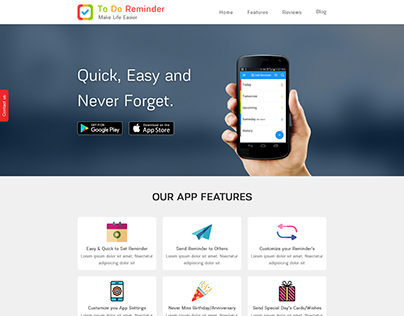 To Do Reminder
Make Life Easier
Home
Features
Reviews
Blog
Contact us
Quick, Easy and
Never Forget.
GET IT ON
Google Play
Download on the
App Store
Today
Tomorrow
Upcoming
Someday
History
OUR APP FEATURES
Easy & Quick to Set Reminder
Lorem ipsum dolor sit amet, Nsectetur
adipiscing dolor sit
Send Reminder to Others
Lorem ipsum dolor sit amet, Nsectetur
adipiscing dolor sit
Customize your Reminder's
Lorem ipsum dolor sit amet, Nsectetur
adipiscing dolor sit
Customize you App Settings
Lorem ipsum dolor sit amet, Nsectetur
Never Miss Birthday/Anniversary
Lorem ipsum dolor sit amet, Nsectetur
Send Special Day's Cards/Wishes
Lorem ipsum dolor sit amet, Nsectetur